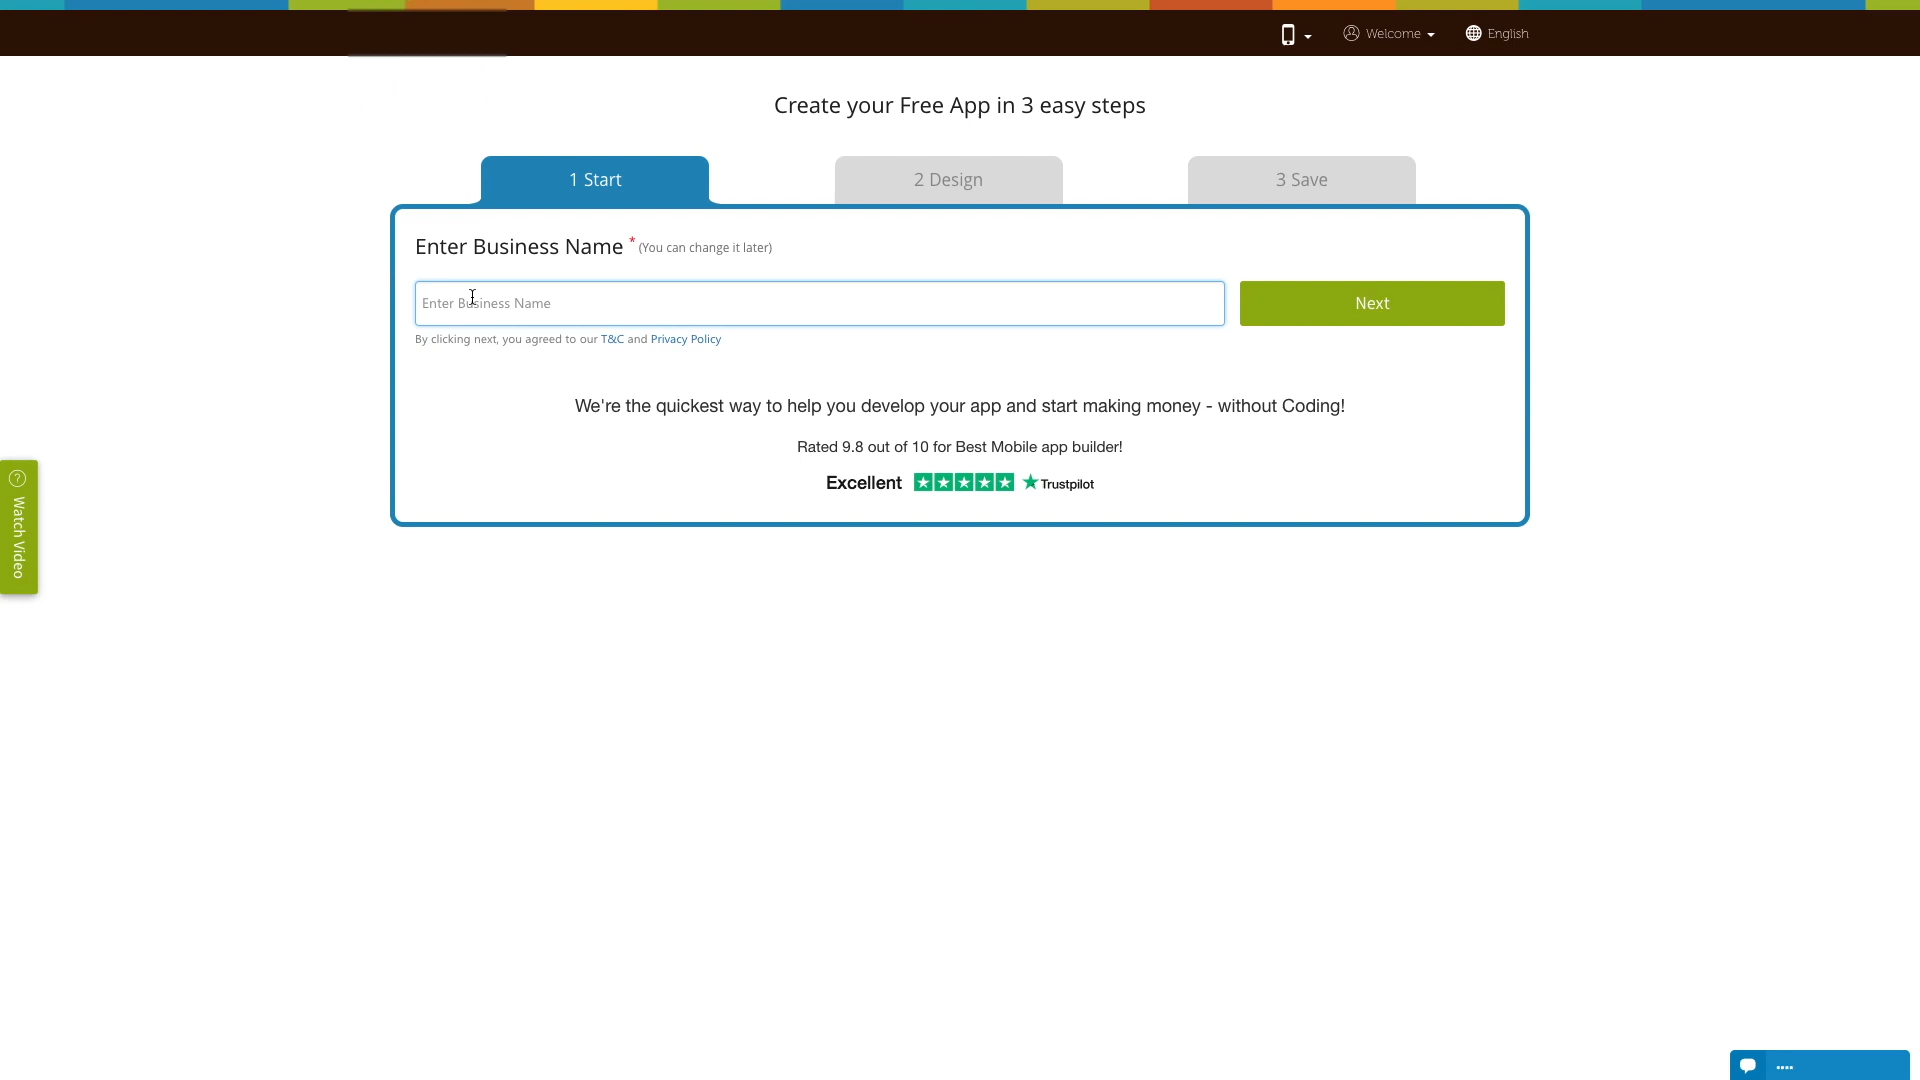 Welcome
English
Create your Free App in 3 easy steps
1 Start
2 Design
3 Save
Enter Business Name * (You can change it later)
Enter Business Name
Next
By clicking next, you agreed to our T&C and Privacy Policy
We're the quickest way to help you develop your app and start making money - without Coding!
Rated 9.8 out of 10 for Best Mobile app builder!
Excellent Trustpilot
? Watch Video
....